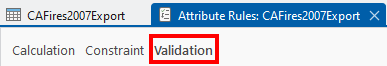 CAFires2007Export Attribute Rules: CAFires2007Export
Calculation Constraint Validation